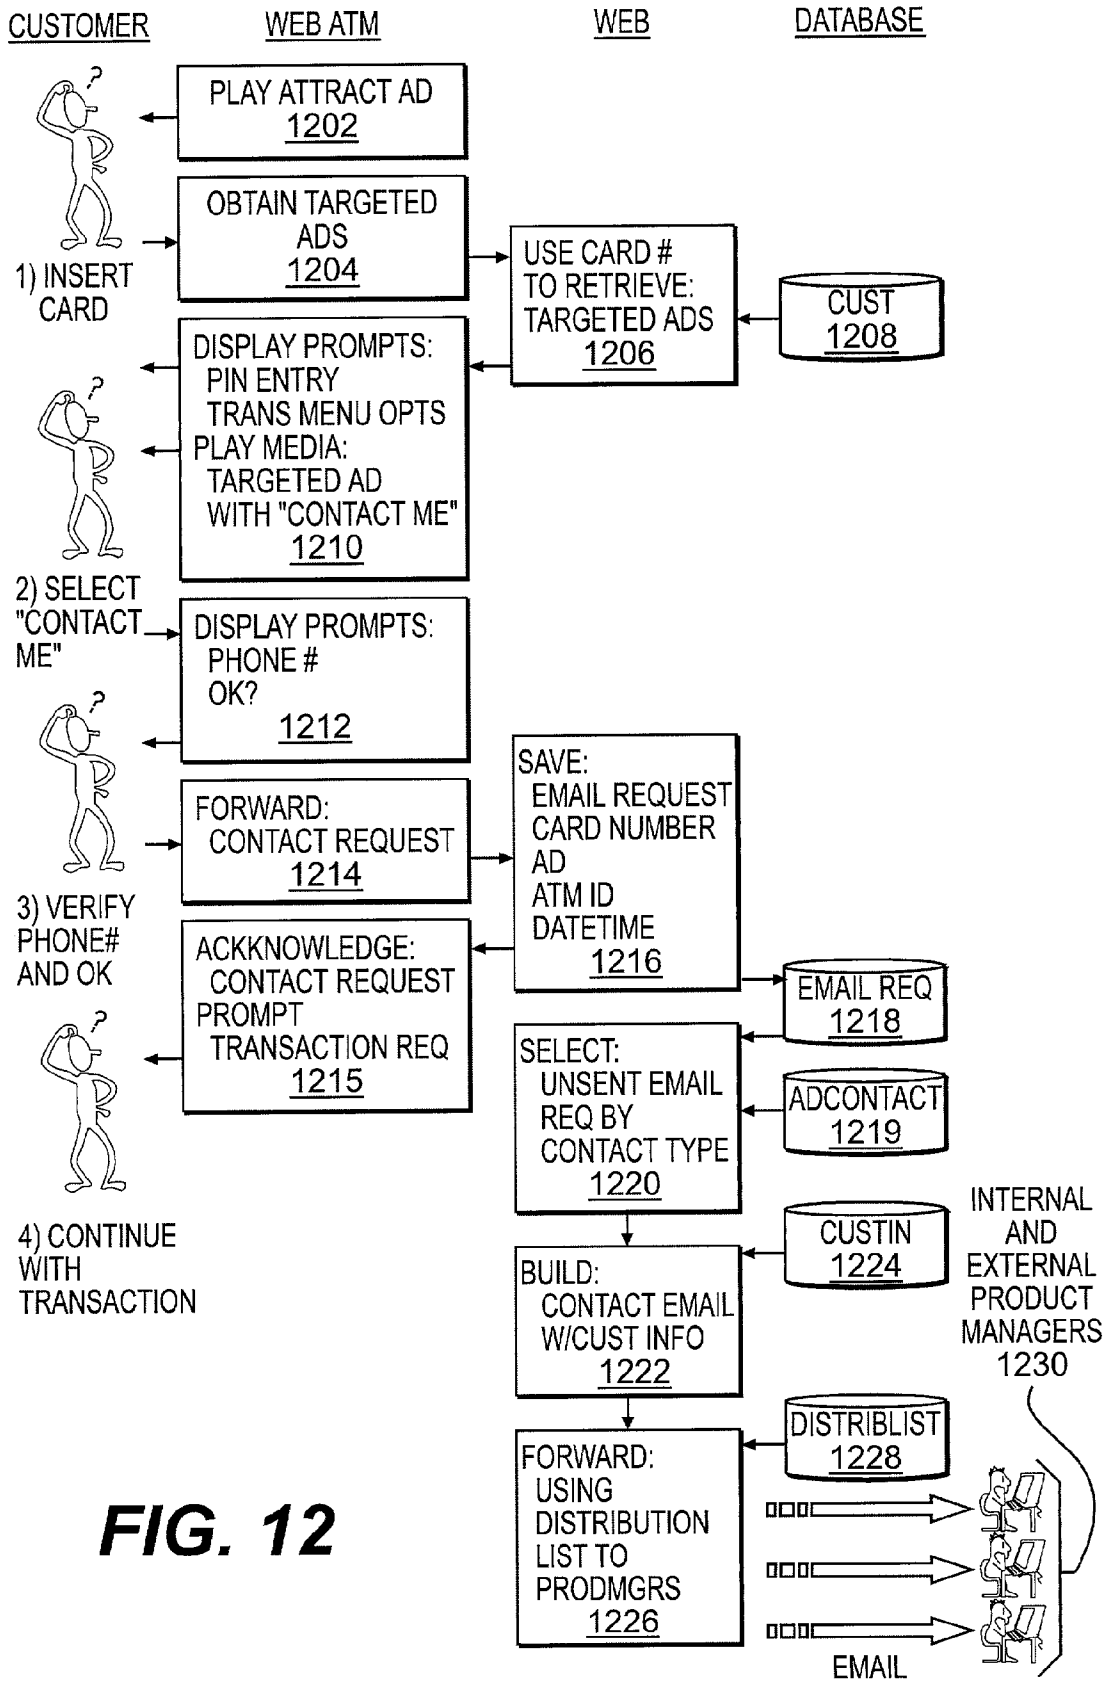 CUSTOMER
WEB ATM
WEB
DATABASE
?
PLAY ATTRACT AD
1202
OBTAIN TARGETED
ADS
1204
1) INSERT
CARD
USE CARD #
TO RETRIEVE:
TARGETED ADS
1206
CUST
1208
DISPLAY PROMPTS:
PIN ENTRY
TRANS MENU OPTS
PLAY MEDIA:
TARGETED AD
WITH "CONTACT ME"
1210
?
2) SELECT
"CONTACT
ME"
DISPLAY PROMPTS:
PHONE #
OK?
1212
?
FORWARD:
CONTACT REQUEST
1214
3) VERIFY
PHONE#
AND OK
SAVE:
EMAIL REQUEST
CARD NUMBER
AD
ATM ID
DATETIME
1216
ACKKNOWLEDGE:
CONTACT REQUEST
PROMPT
TRANSACTION REQ
1215
?
EMAIL REQ
1218
SELECT:
UNSENT EMAIL
REQ BY
CONTACT TYPE
1220
ADCONTACT
1219
4) CONTINUE
WITH
TRANSACTION
CUSTIN
1224
BUILD:
CONTACT EMAIL
W/CUST INFO
1222
INTERNAL
AND
EXTERNAL
PRODUCT
MANAGERS
1230
DISTRIBLIST
1228
FORWARD:
USING
DISTRIBUTION
LIST TO
PRODMGRS
1226
EMAIL
FIG. 12